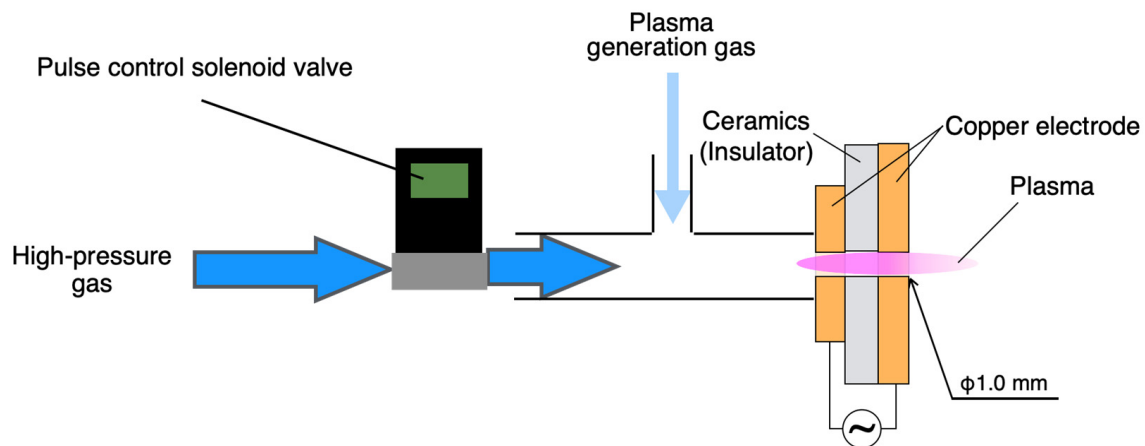 Plasma
generation gas
Pulse control solenoid valve
Ceramics
(Insulator)
Copper electrode
Plasma
High-pressure
gas
ϕ1.0 mm
~